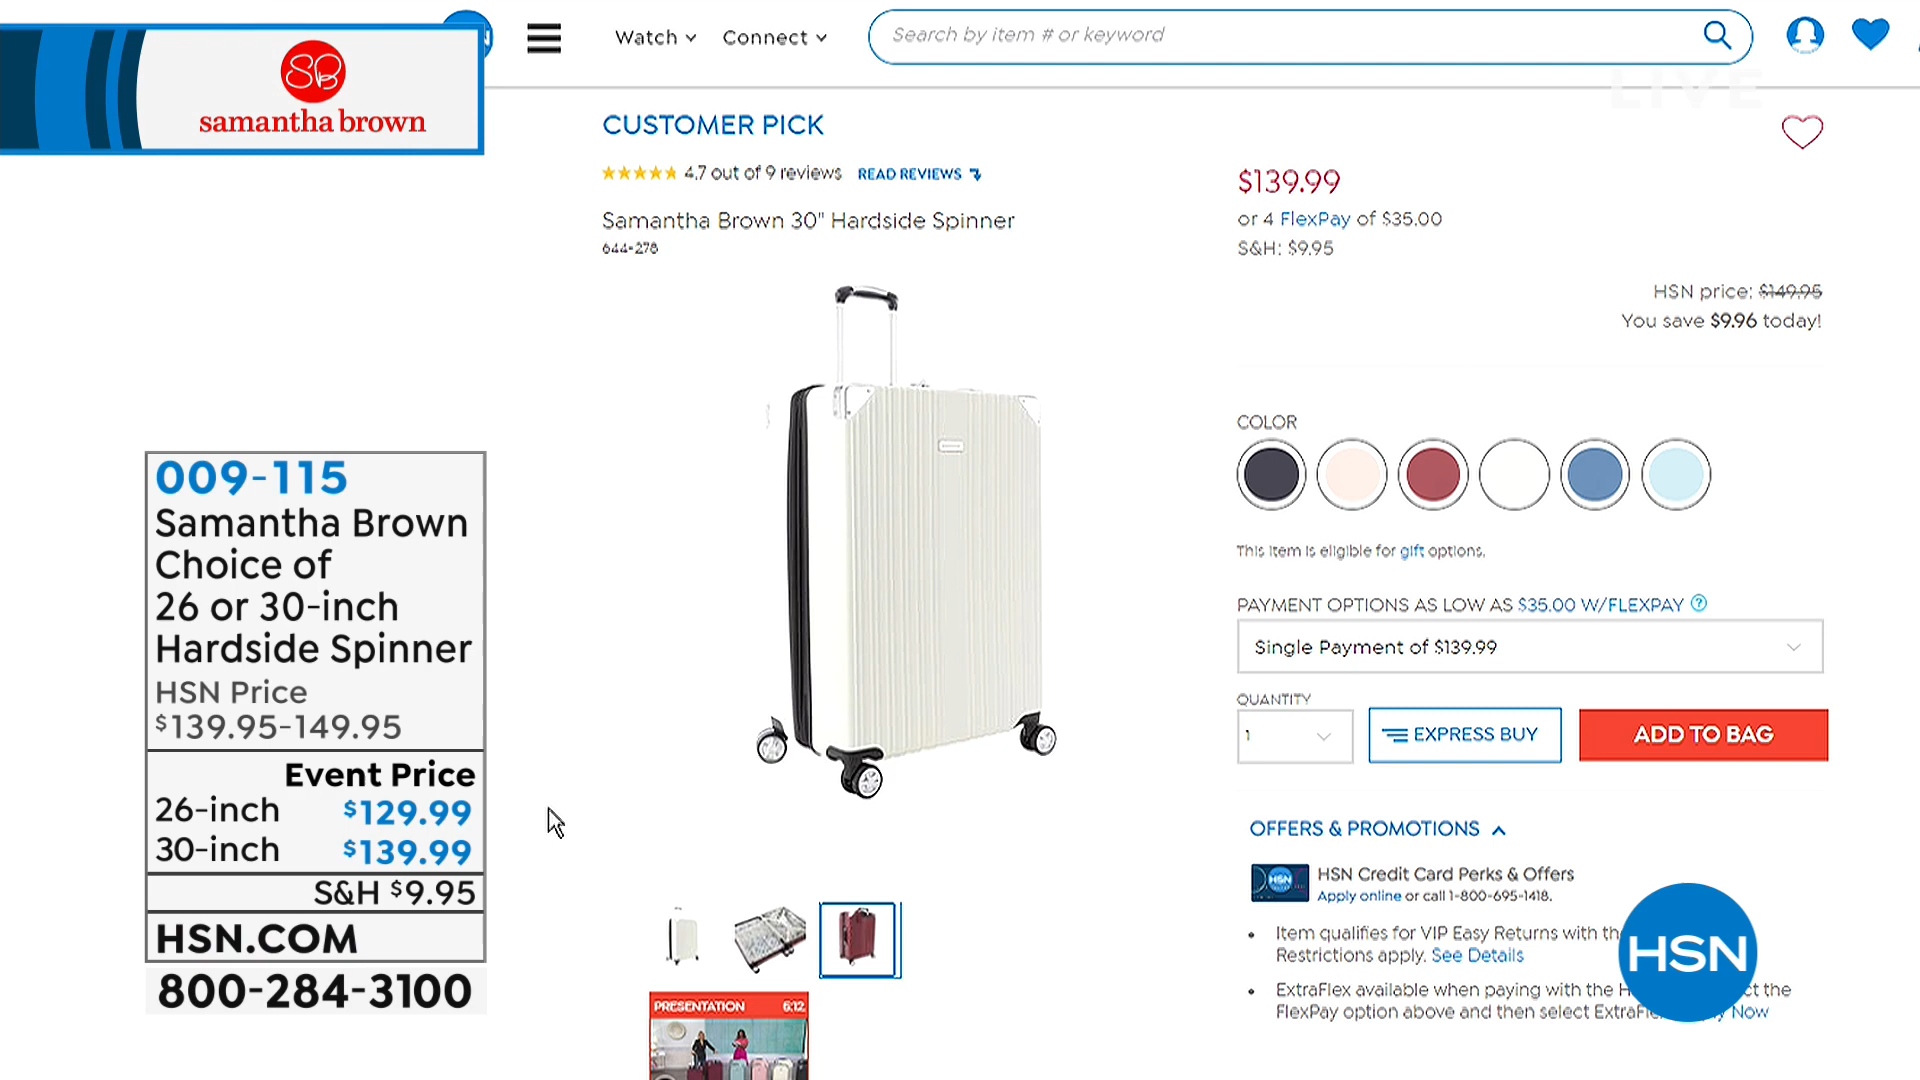 SB
samantha brown
Watch
Connect
Search by item # or keyword
LIVE
CUSTOMER PICK
4.7 out of 9 reviews READ REVIEWS
Samantha Brown 30" Hardside Spinner
644-278
$139.99
or 4 FlexPay of $35.00
S&H: $9.95
HSN price: $149.95
You save $9.96 today!
COLOR
This item is eligible for gift options.
PAYMENT OPTIONS AS LOW AS $35.00 W/FLEXPAY ?
Single Payment of $139.99
QUANTITY
1
EXPRESS BUY
ADD TO BAG
OFFERS & PROMOTIONS
HSN
HSN Credit Card Perks & Offers
Apply online or call 1-800-695-1418.
Item qualifies for VIP Easy Returns with
Restrictions apply. See Details
ExtraFlex available when paying with the the
FlexPay option above and then select Now
HSN
009-115
Samantha Brown
Choice of
26 or 30-inch
Hardside Spinner
HSN Price
$139.95-149.95
Event Price
26-inch $129.99
30-inch $139.99
S&H $9.95
HSN.COM
800-284-3100
PRESENTATION 6:12